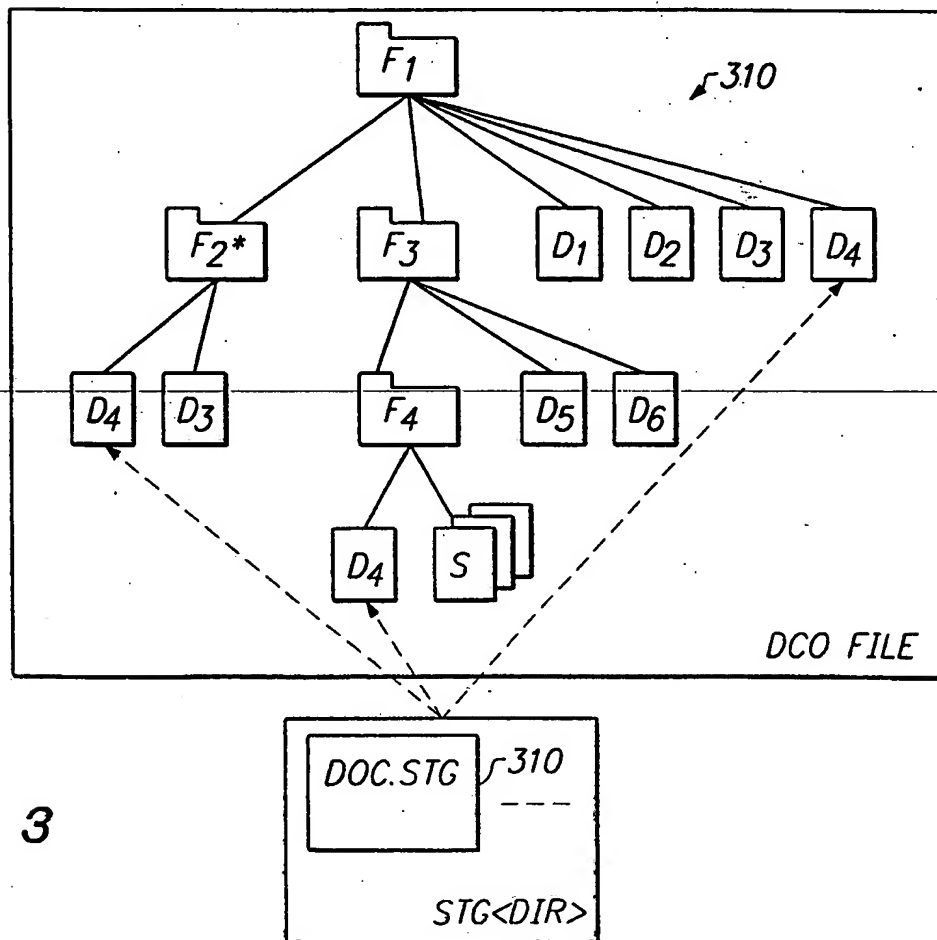 F1
310
F2* F3 D1 D2 D3 D4
D4 D3 F4 D5 D6
D4 S
DCO FILE
DOC.STG 310
3
STG<DIR>